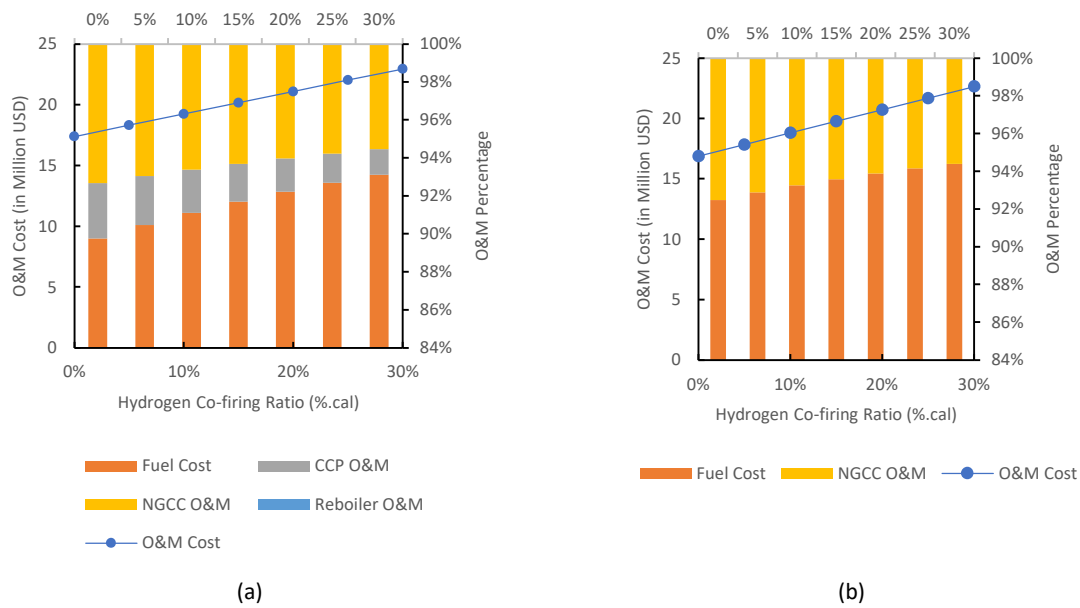 0% 5% 10% 15% 20% 25% 30%
25
20
15
10
5
0
O&M Cost (in Million USD)
100%
98%
96%
94%
92%
90%
88%
86%
84%
O&M Percentage
0% 10% 20% 30%
Hydrogen Co-firing Ratio (%.cal)
Fuel Cost CCP O&M
NGCC O&M Reboiler O&M
O&M Cost
(a)
0% 5% 10% 15% 20% 25% 30%
25
20
15
10
5
0
O&M Cost (in Million USD)
100%
98%
96%
94%
92%
90%
88%
86%
84%
O&M Percentage
0% 10% 20% 30%
Hydrogen Co-firing Ratio (%.cal)
Fuel Cost NGCC O&M O&M Cost
(b)